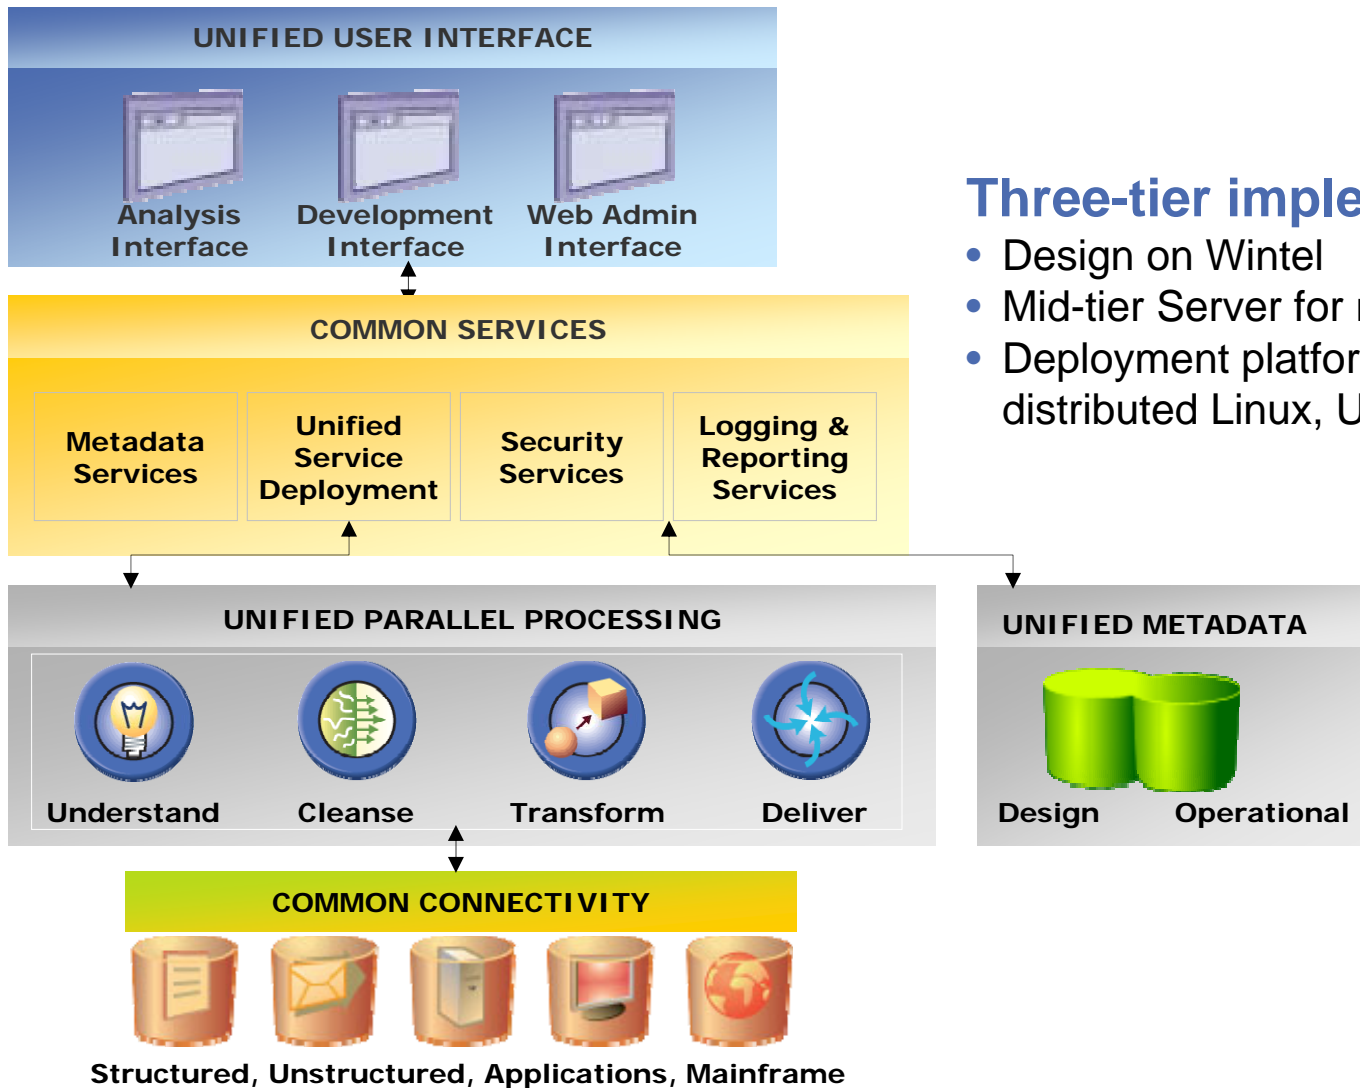 UNIFIED USER INTERFACE
Analysis
Interface
Development
Interface
Web Admin
Interface
Three-tier imple
• Design on Wintel
• Mid-tier Server for
• Deployment platfor
distributed Linux, U
COMMON SERVICES
Metadata
Services
Unified
Service
Deployment
Security
Services
Logging &
Reporting
Services
UNIFIED PARALLEL PROCESSING
Understand
Cleanse
Transform
Deliver
UNIFIED METADATA
Design
Operational
COMMON CONNECTIVITY
Structured, Unstructured, Applications, Mainframe